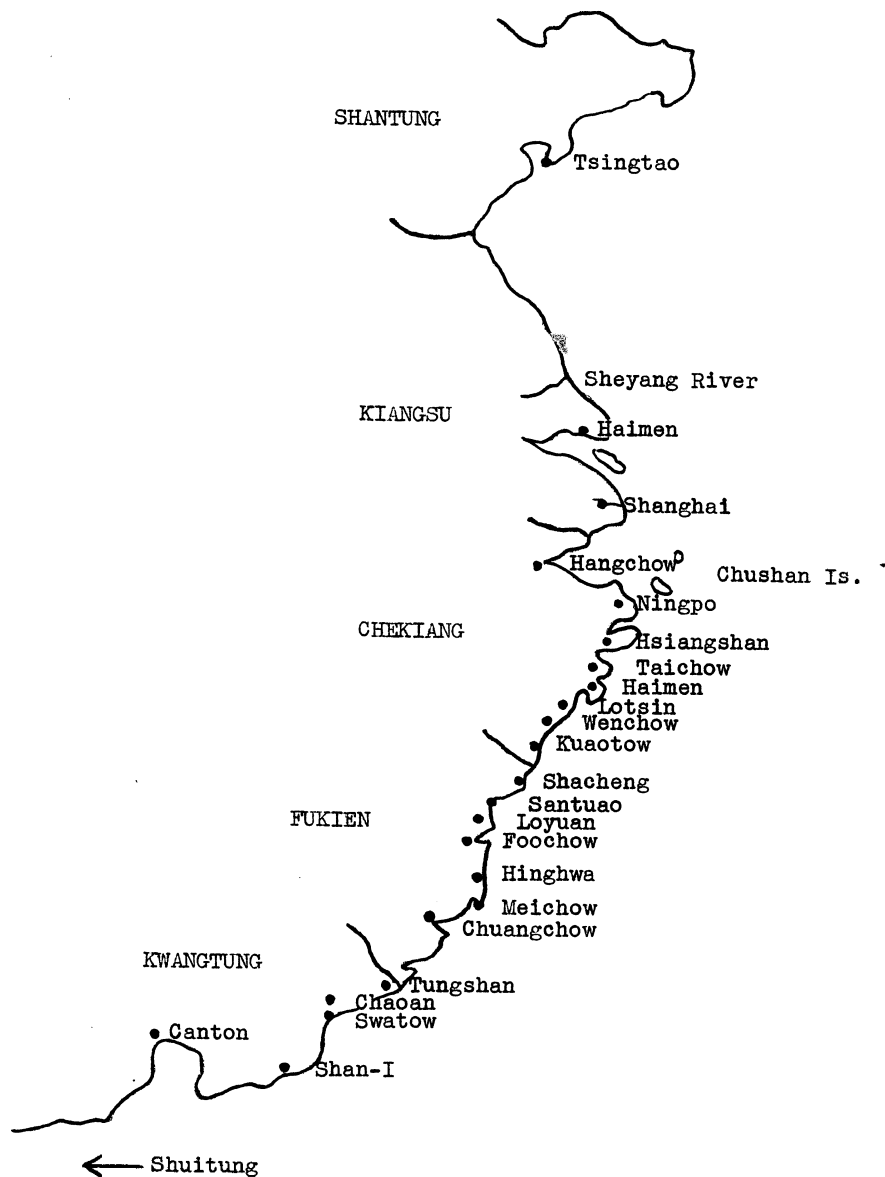 SHANTUNG
Tsingtao
Sheyang River
KIANGSU
Haimen
Shanghai
Hangchow
Chushan Is.
Ningpo
CHEKIANG
Hsiangshan
Taichow
Haimen
Lotsin
Wenchow
Kuaotow
Shacheng
Santuao
FUKIEN
Loyuan
Foochow
Hinghwa
Meichow
Chuangchow
KWANGTUNG
Tungshan
Chaoan
Swatow
Canton
Shan-I
Shuitung